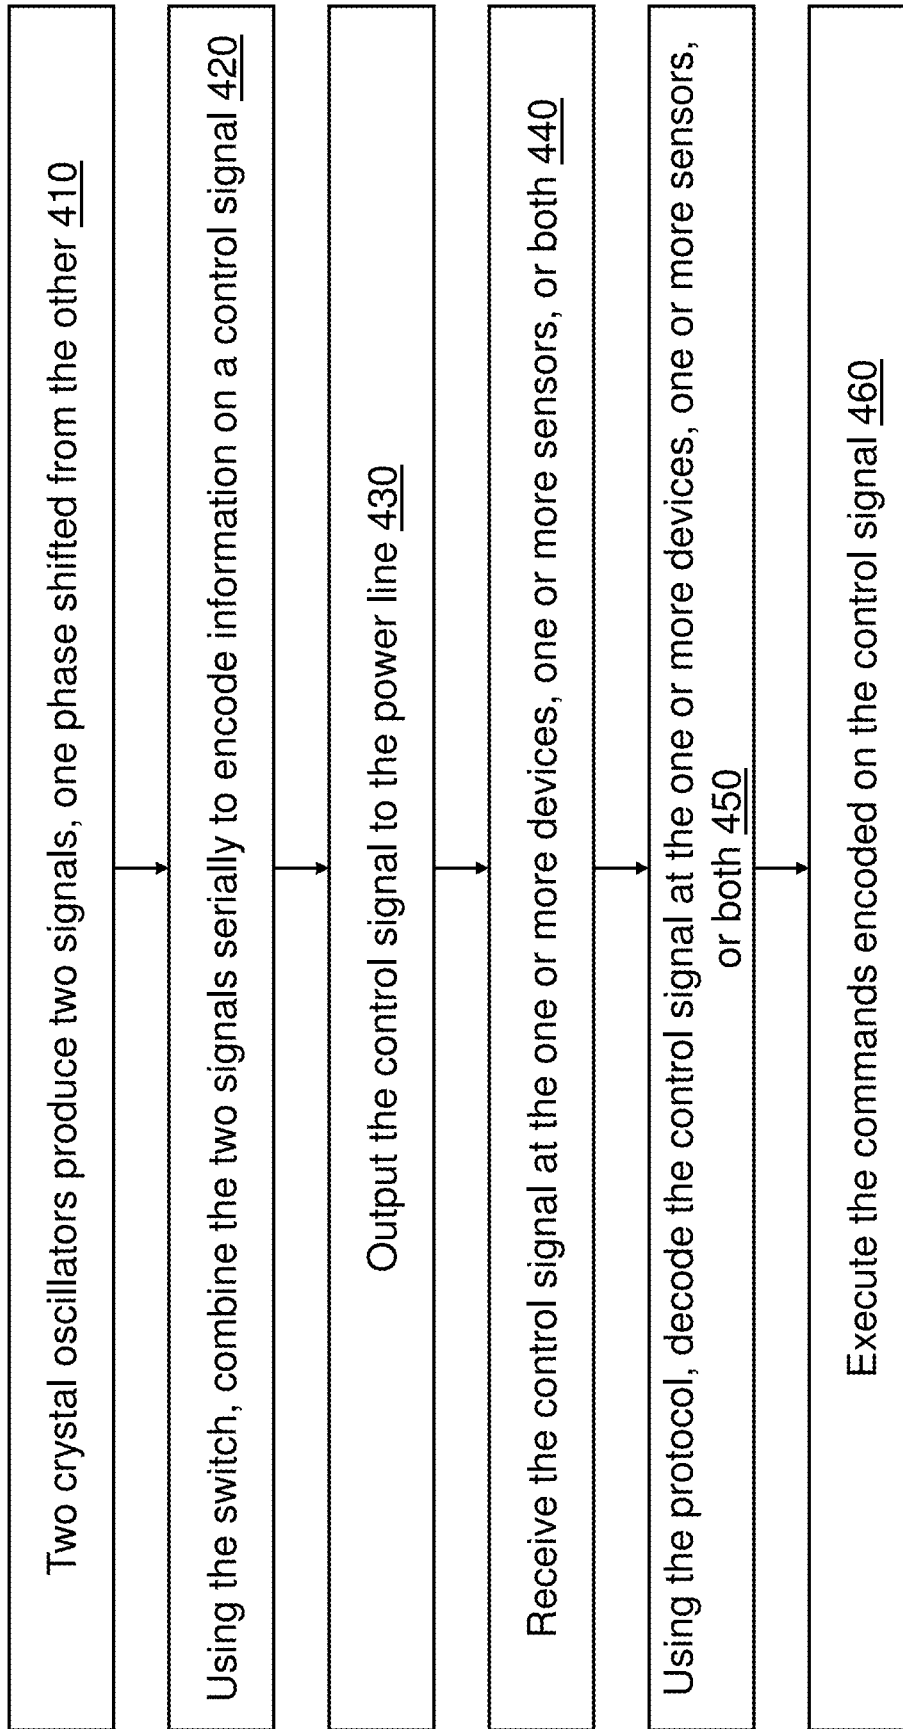 Two crystal oscillators produce two signals, one phase shifted from the other 410
Using the switch, combine the two signals serially to encode information on a control signal 420
Output the control signal to the power line 430
Receive the control signal at the one or more devices, one or more sensors, or both 440
Using the protocol, decode the control signal at the one or more devices, one or more sensors,
or both 450
Execute the commands encoded on the control signal 460